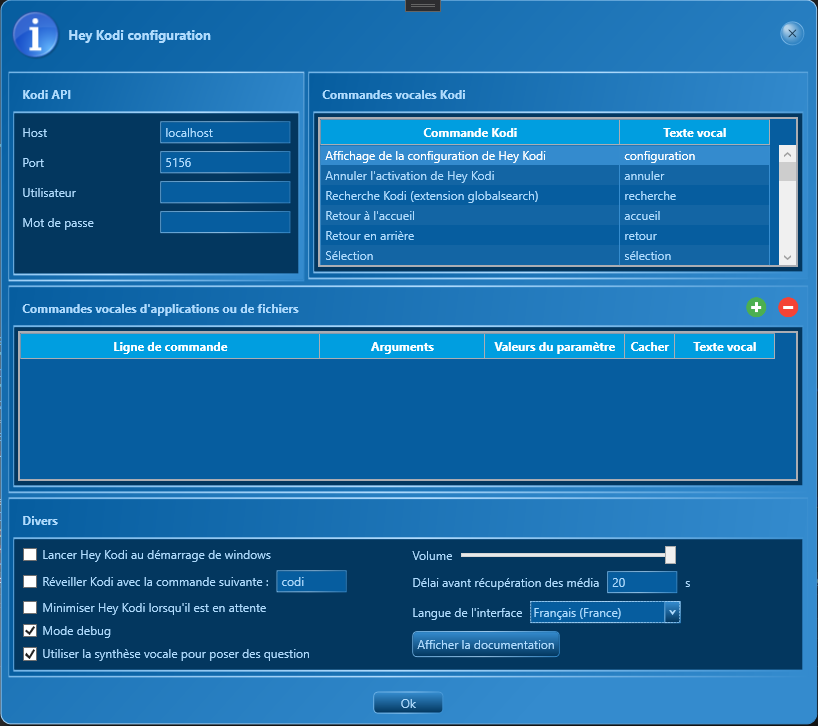 Hey Kodi configuration
Kodi API
Host localhost
Port 5156
Utilisateur
Mot de passe
Commandes vocales Kodi
Commande Kodi Texte vocal
Affichage de la configuration de Hey Kodi configuration
Annuler l'activation de Hey Kodi annuler
Recherche Kodi (extension globalsearch) recherche
Retour à l'accueil accueil
Retour en arrière retour
Sélection sélection
Commandes vocales d'applications ou de fichiers
Ligne de commande Arguments Valeurs du paramètre Cacher Texte vocal
Divers
Lancer Hey Kodi au démarrage de windows
Réveiller Kodi avec la commande suivante : codi
Minimiser Hey Kodi lorsqu'il est en attente
Mode debug
Utiliser la synthèse vocale pour poser des question
Volume
Délai avant récupération des média 20 s
Langue de l'interface Français (France)
Afficher la documentation
Ok